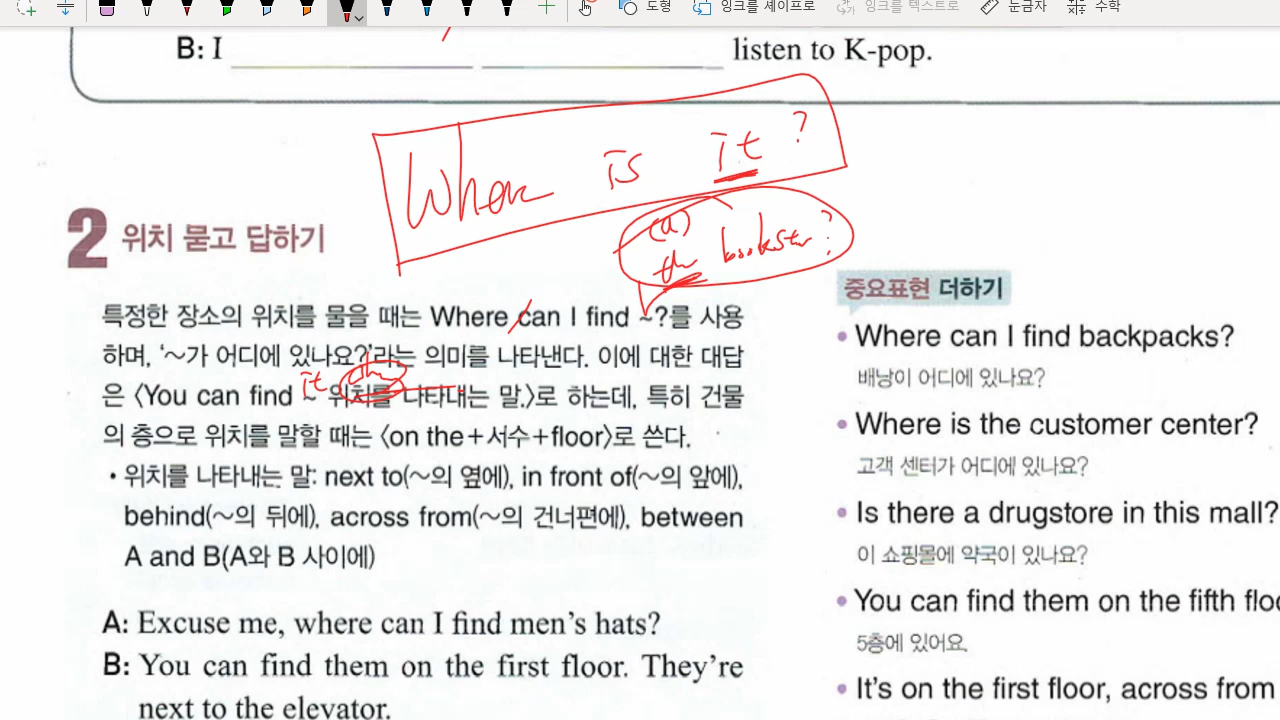 도형
잉크를 셰이프로
잉크를 텍스트로
눈금자
수학
B: I ______ ______ listen to K-pop.
Where is it?
(a)
the bookstore?
2 위치 묻고 답하기
특정한 장소의 위치를 물을 때는 Where can I find ~?를 사용
하며, ‘~가 어디에 있나요?’라는 의미를 나타낸다. 이에 대한 대답
it
은 〈You can find ~ 위치를 나타내는 말.〉로 하는데, 특히 건물
의 층으로 위치를 말할 때는 〈on the+서수+floor〉로 쓴다.
• 위치를 나타내는 말: next to(~의 옆에), in front of(~의 앞에),
behind(~의 뒤에), across from(~의 건너편에), between
A and B(A와 B 사이에)
A: Excuse me, where can I find men’s hats?
B: You can find them on the first floor. They’re
next to the elevator.
중요표현 더하기
• Where can I find backpacks?
배낭이 어디에 있나요?
• Where is the customer center?
고객 센터가 어디에 있나요?
• Is there a drugstore in this mall?
이 쇼핑몰에 약국이 있나요?
• You can find them on the fifth floo
5층에 있어요.
• It’s on the first floor, across from